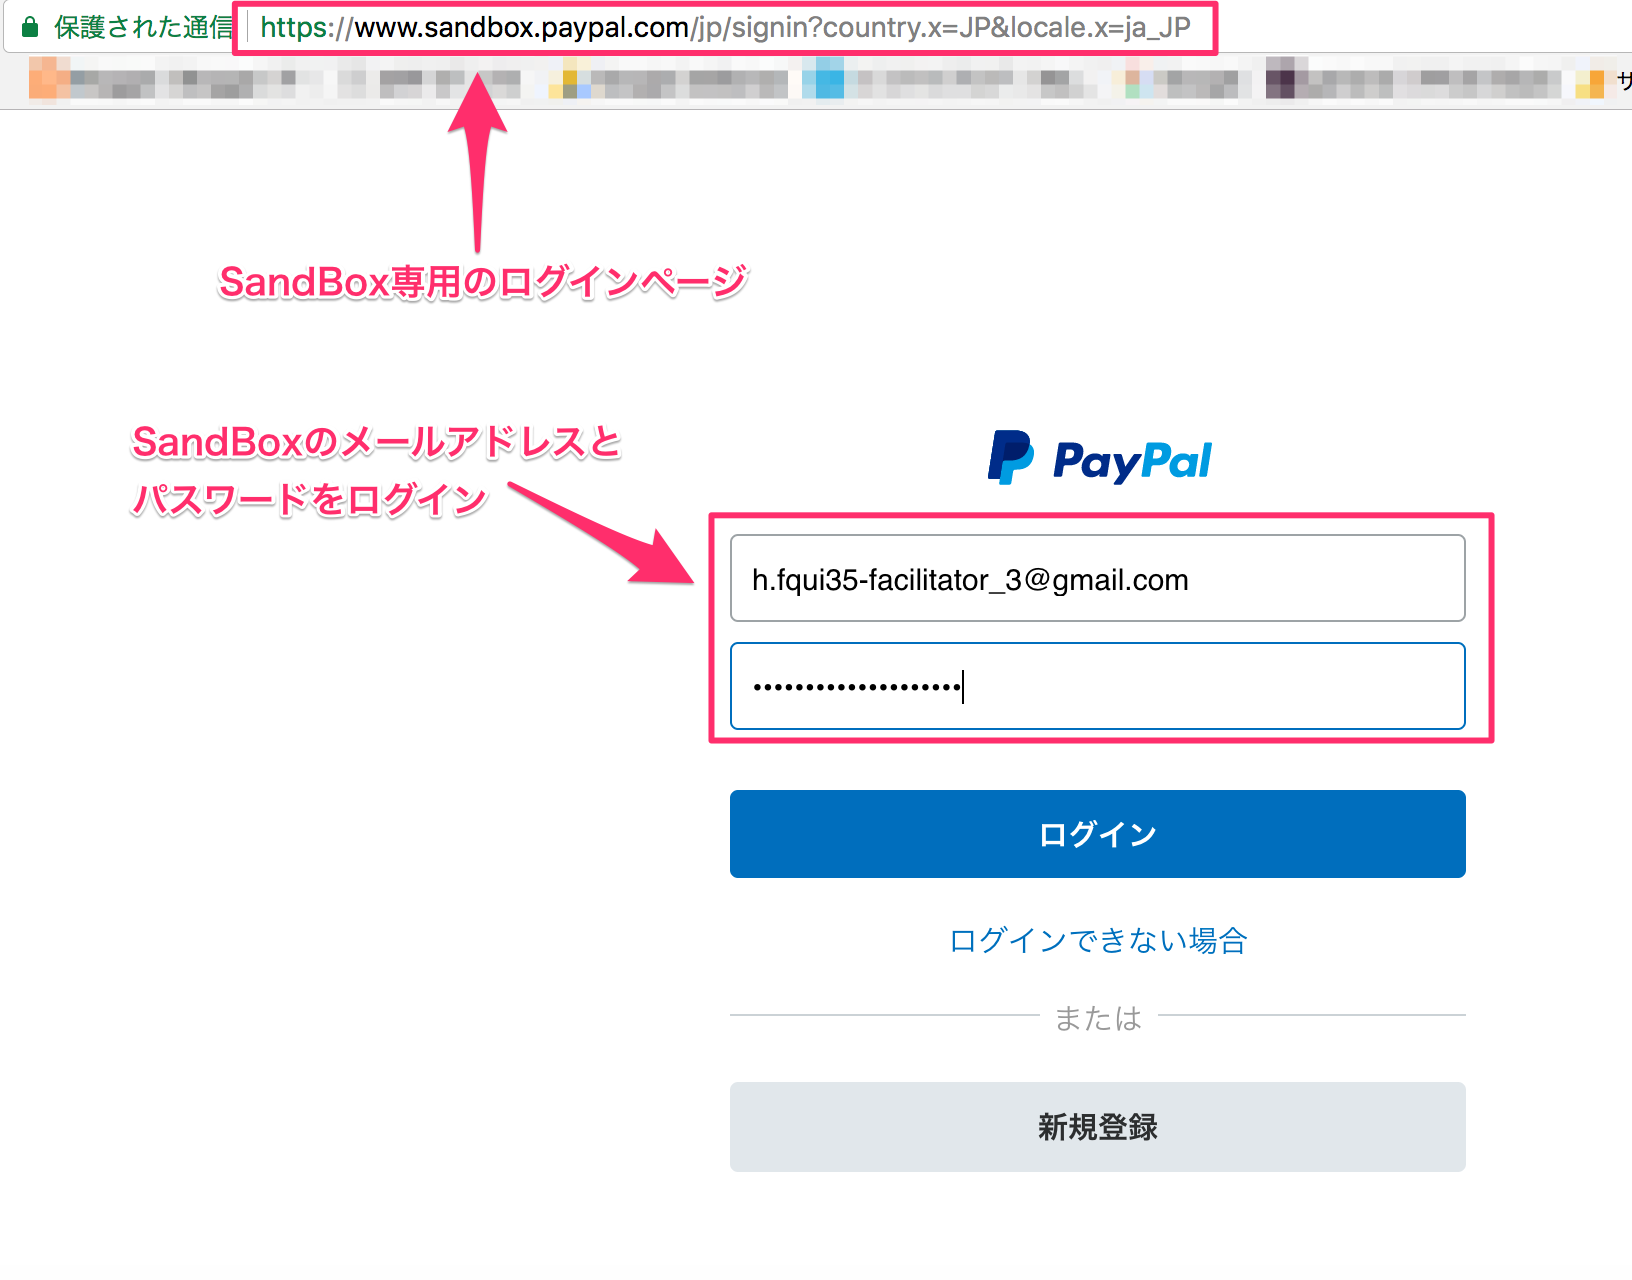 保護された通信 https://www.sandbox.paypal.com/jp/signin?country.x=JP&locale.x=ja_JP
サ
SandBox専用のログインページ
SandBoxのメールアドレスと
パスワードをログイン
PayPal
h.fqui35-facilitator_3@gmail.com
••••••••••••••••••••
ログイン
ログインできない場合
または
新規登録